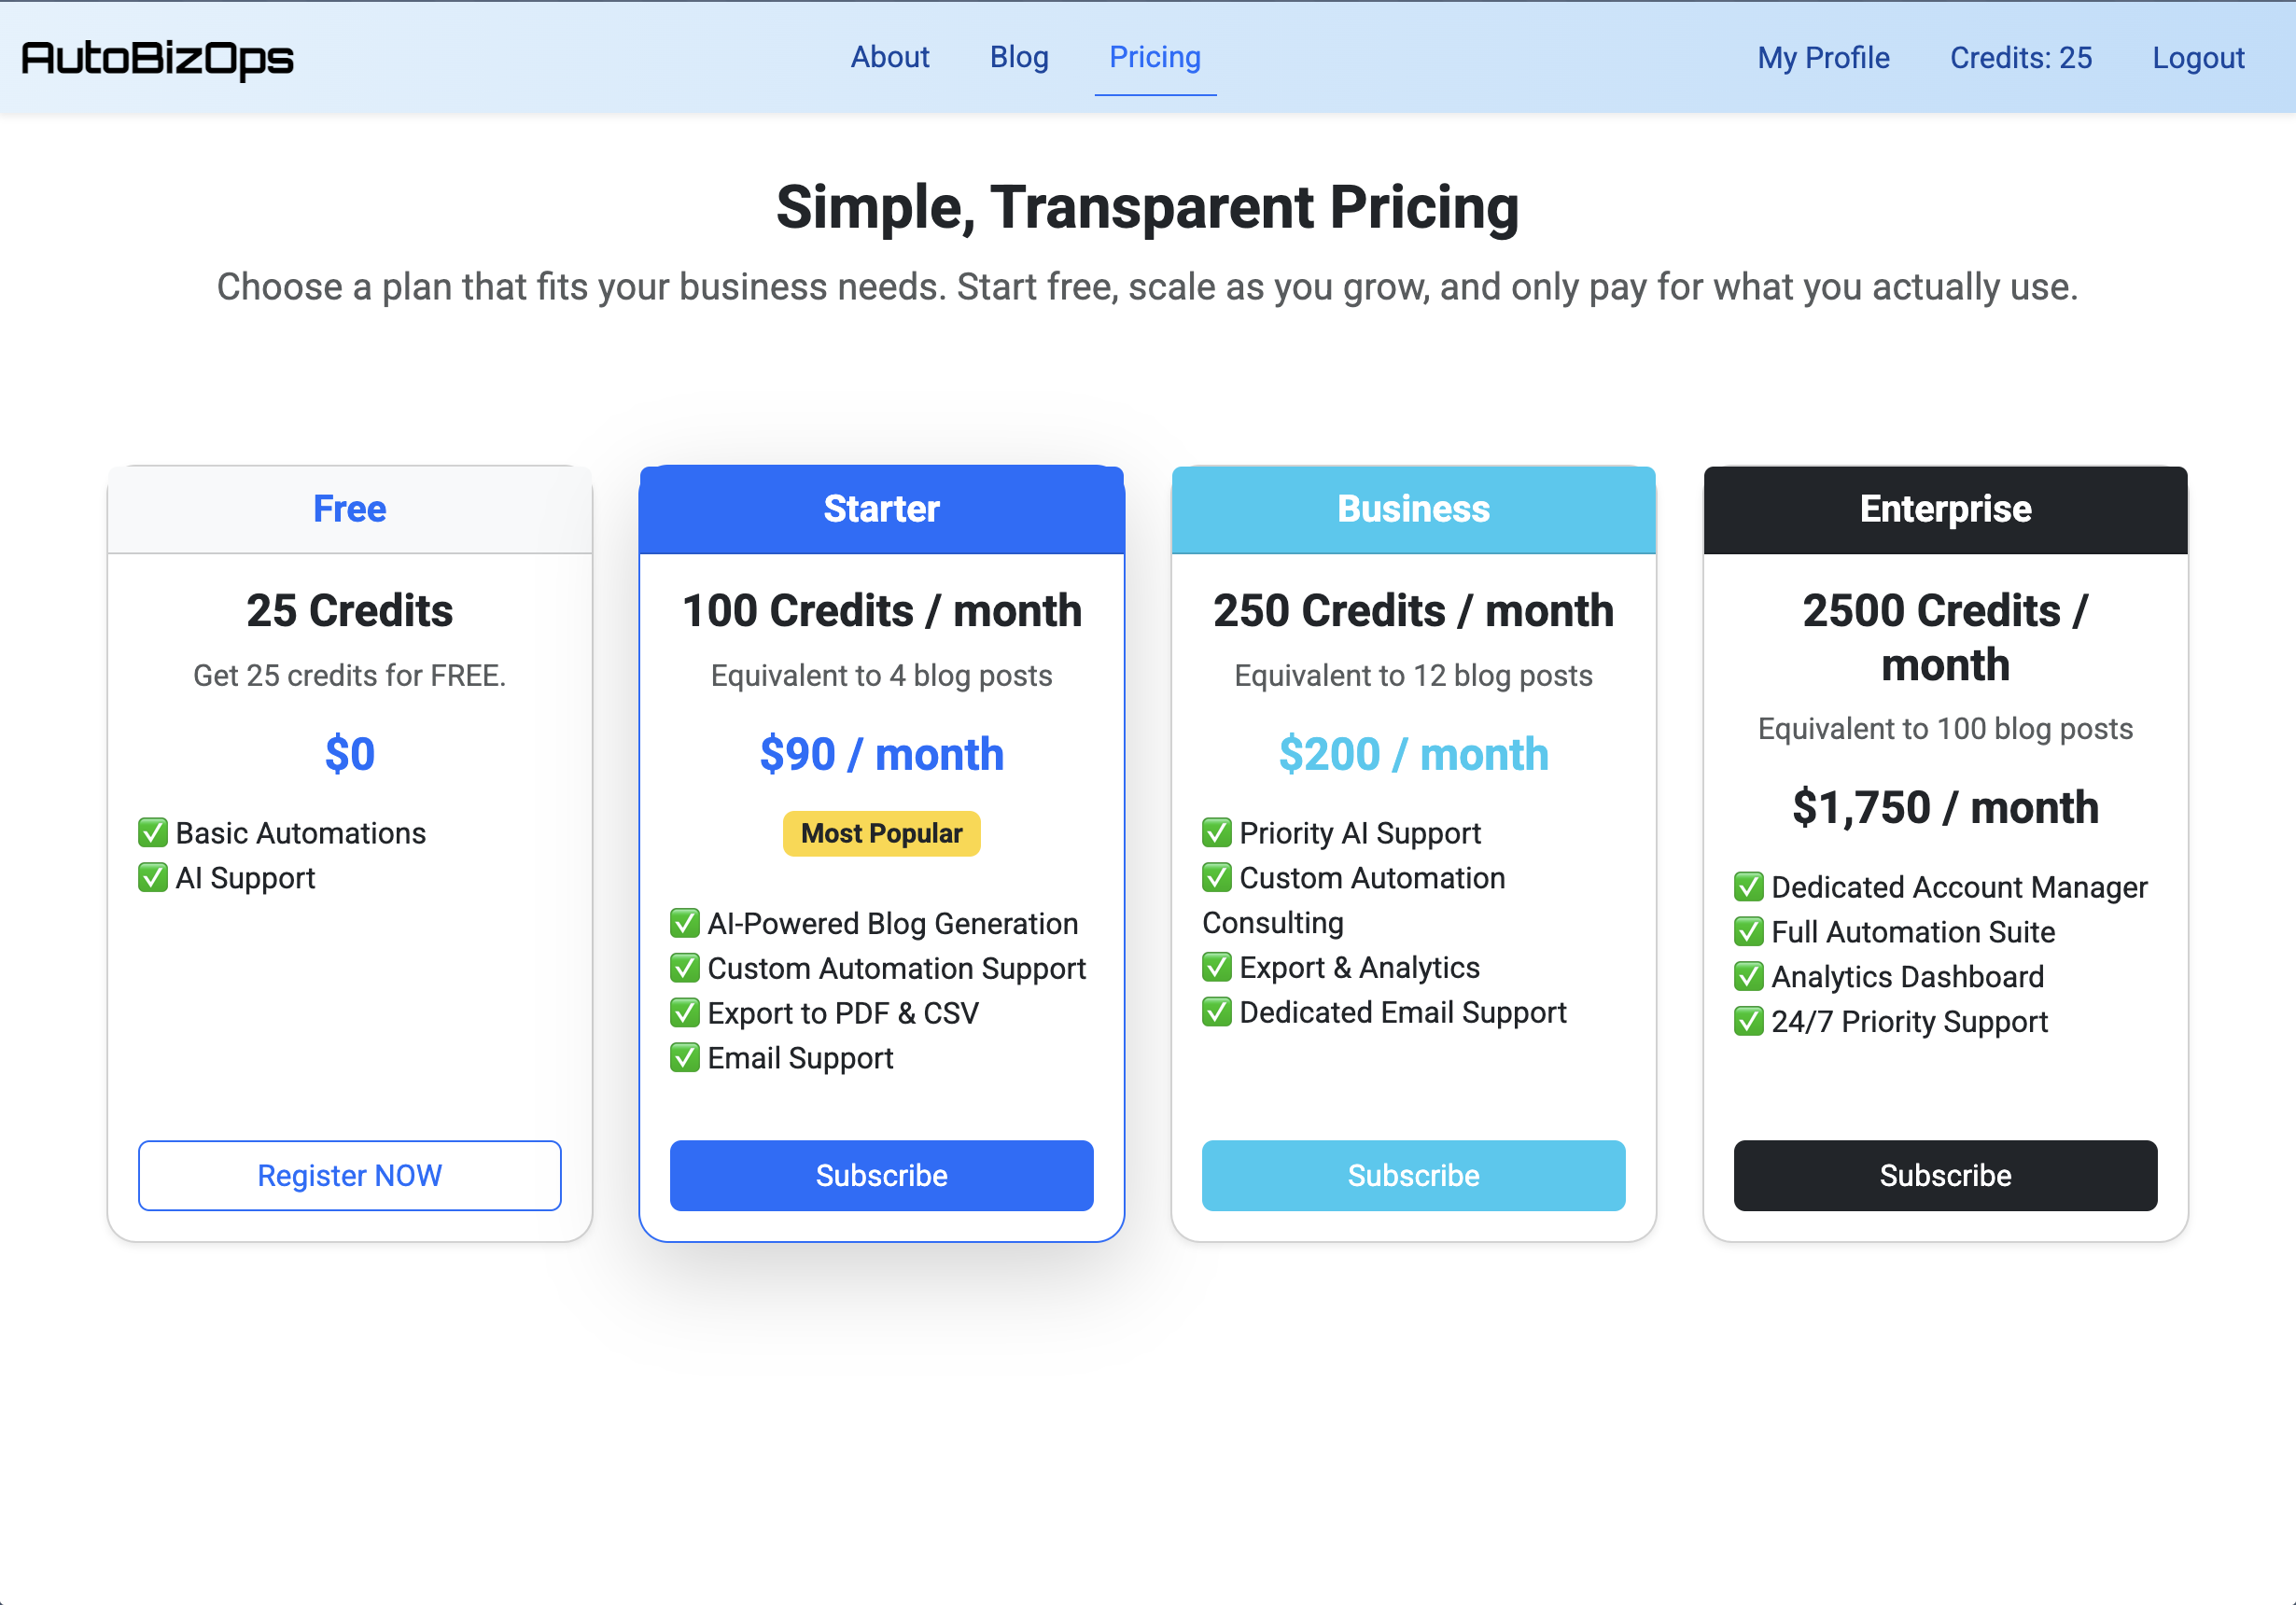 AutoBizOps
About
Blog
Pricing
My Profile
Credits: 25
Logout
Simple, Transparent Pricing
Choose a plan that fits your business needs. Start free, scale as you grow, and only pay for what you actually use.
Free
25 Credits
Get 25 credits for FREE.
$0
✅ Basic Automations
✅ AI Support
Register NOW
Starter
100 Credits / month
Equivalent to 4 blog posts
$90 / month
Most Popular
✅ AI-Powered Blog Generation
✅ Custom Automation Support
✅ Export to PDF & CSV
✅ Email Support
Subscribe
Business
250 Credits / month
Equivalent to 12 blog posts
$200 / month
✅ Priority AI Support
✅ Custom Automation
Consulting
✅ Export & Analytics
✅ Dedicated Email Support
Subscribe
Enterprise
2500 Credits /
month
Equivalent to 100 blog posts
$1,750 / month
✅ Dedicated Account Manager
✅ Full Automation Suite
✅ Analytics Dashboard
✅ 24/7 Priority Support
Subscribe